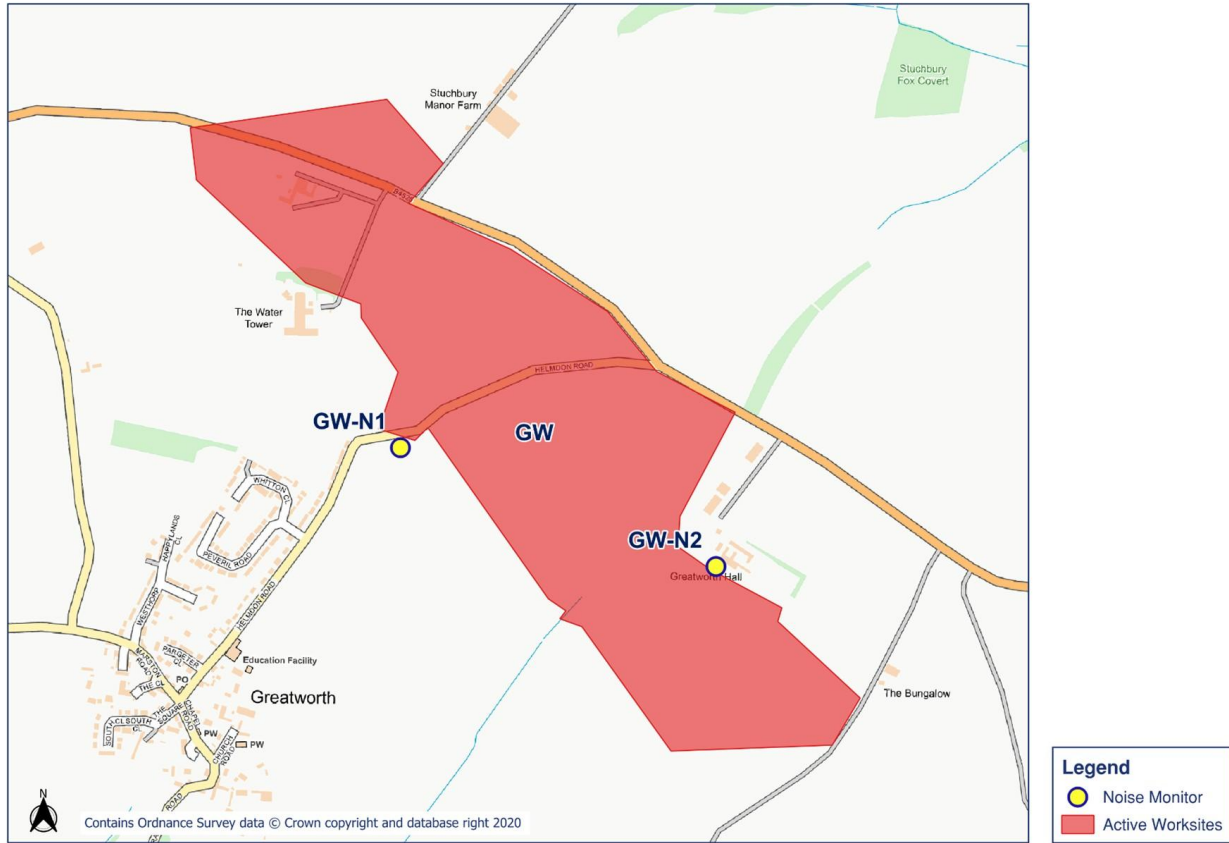 Stuchbury
Fox Covert
Stuchbury
Manor Farm
The Water
Tower
HELMDON ROAD
GW-N1
GW
WHITTON CL
HAPPYLANDS
CL
PEVERIL ROAD
GW-N2
Greatworth Hall
WESTHORP
HELMDON ROAD
MARSTON
ROAD
PARGETER
CL
Education Facility
THE CL
PO
The Bungalow
Greatworth
THE SQUARE
CHAPEL
ROAD
SOUTH CL
PW
PW
CHURCH
ROAD
ROAD
N
Contains Ordnance Survey data © Crown copyright and database right 2020
Legend
Noise Monitor
Active Worksites